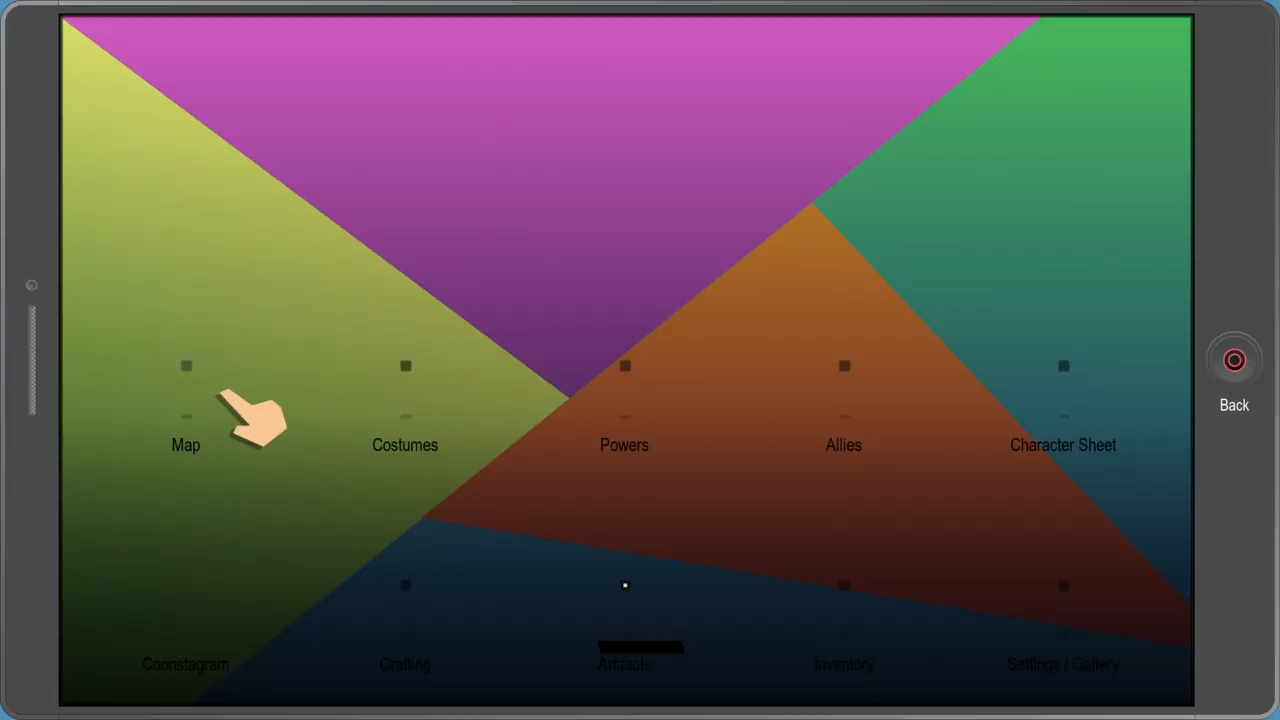 Back
Map
Costumes
Powers
Allies
Character Sheet
Coonstagram
Crafting
Artifacts
Inventory
Settings / Gallery